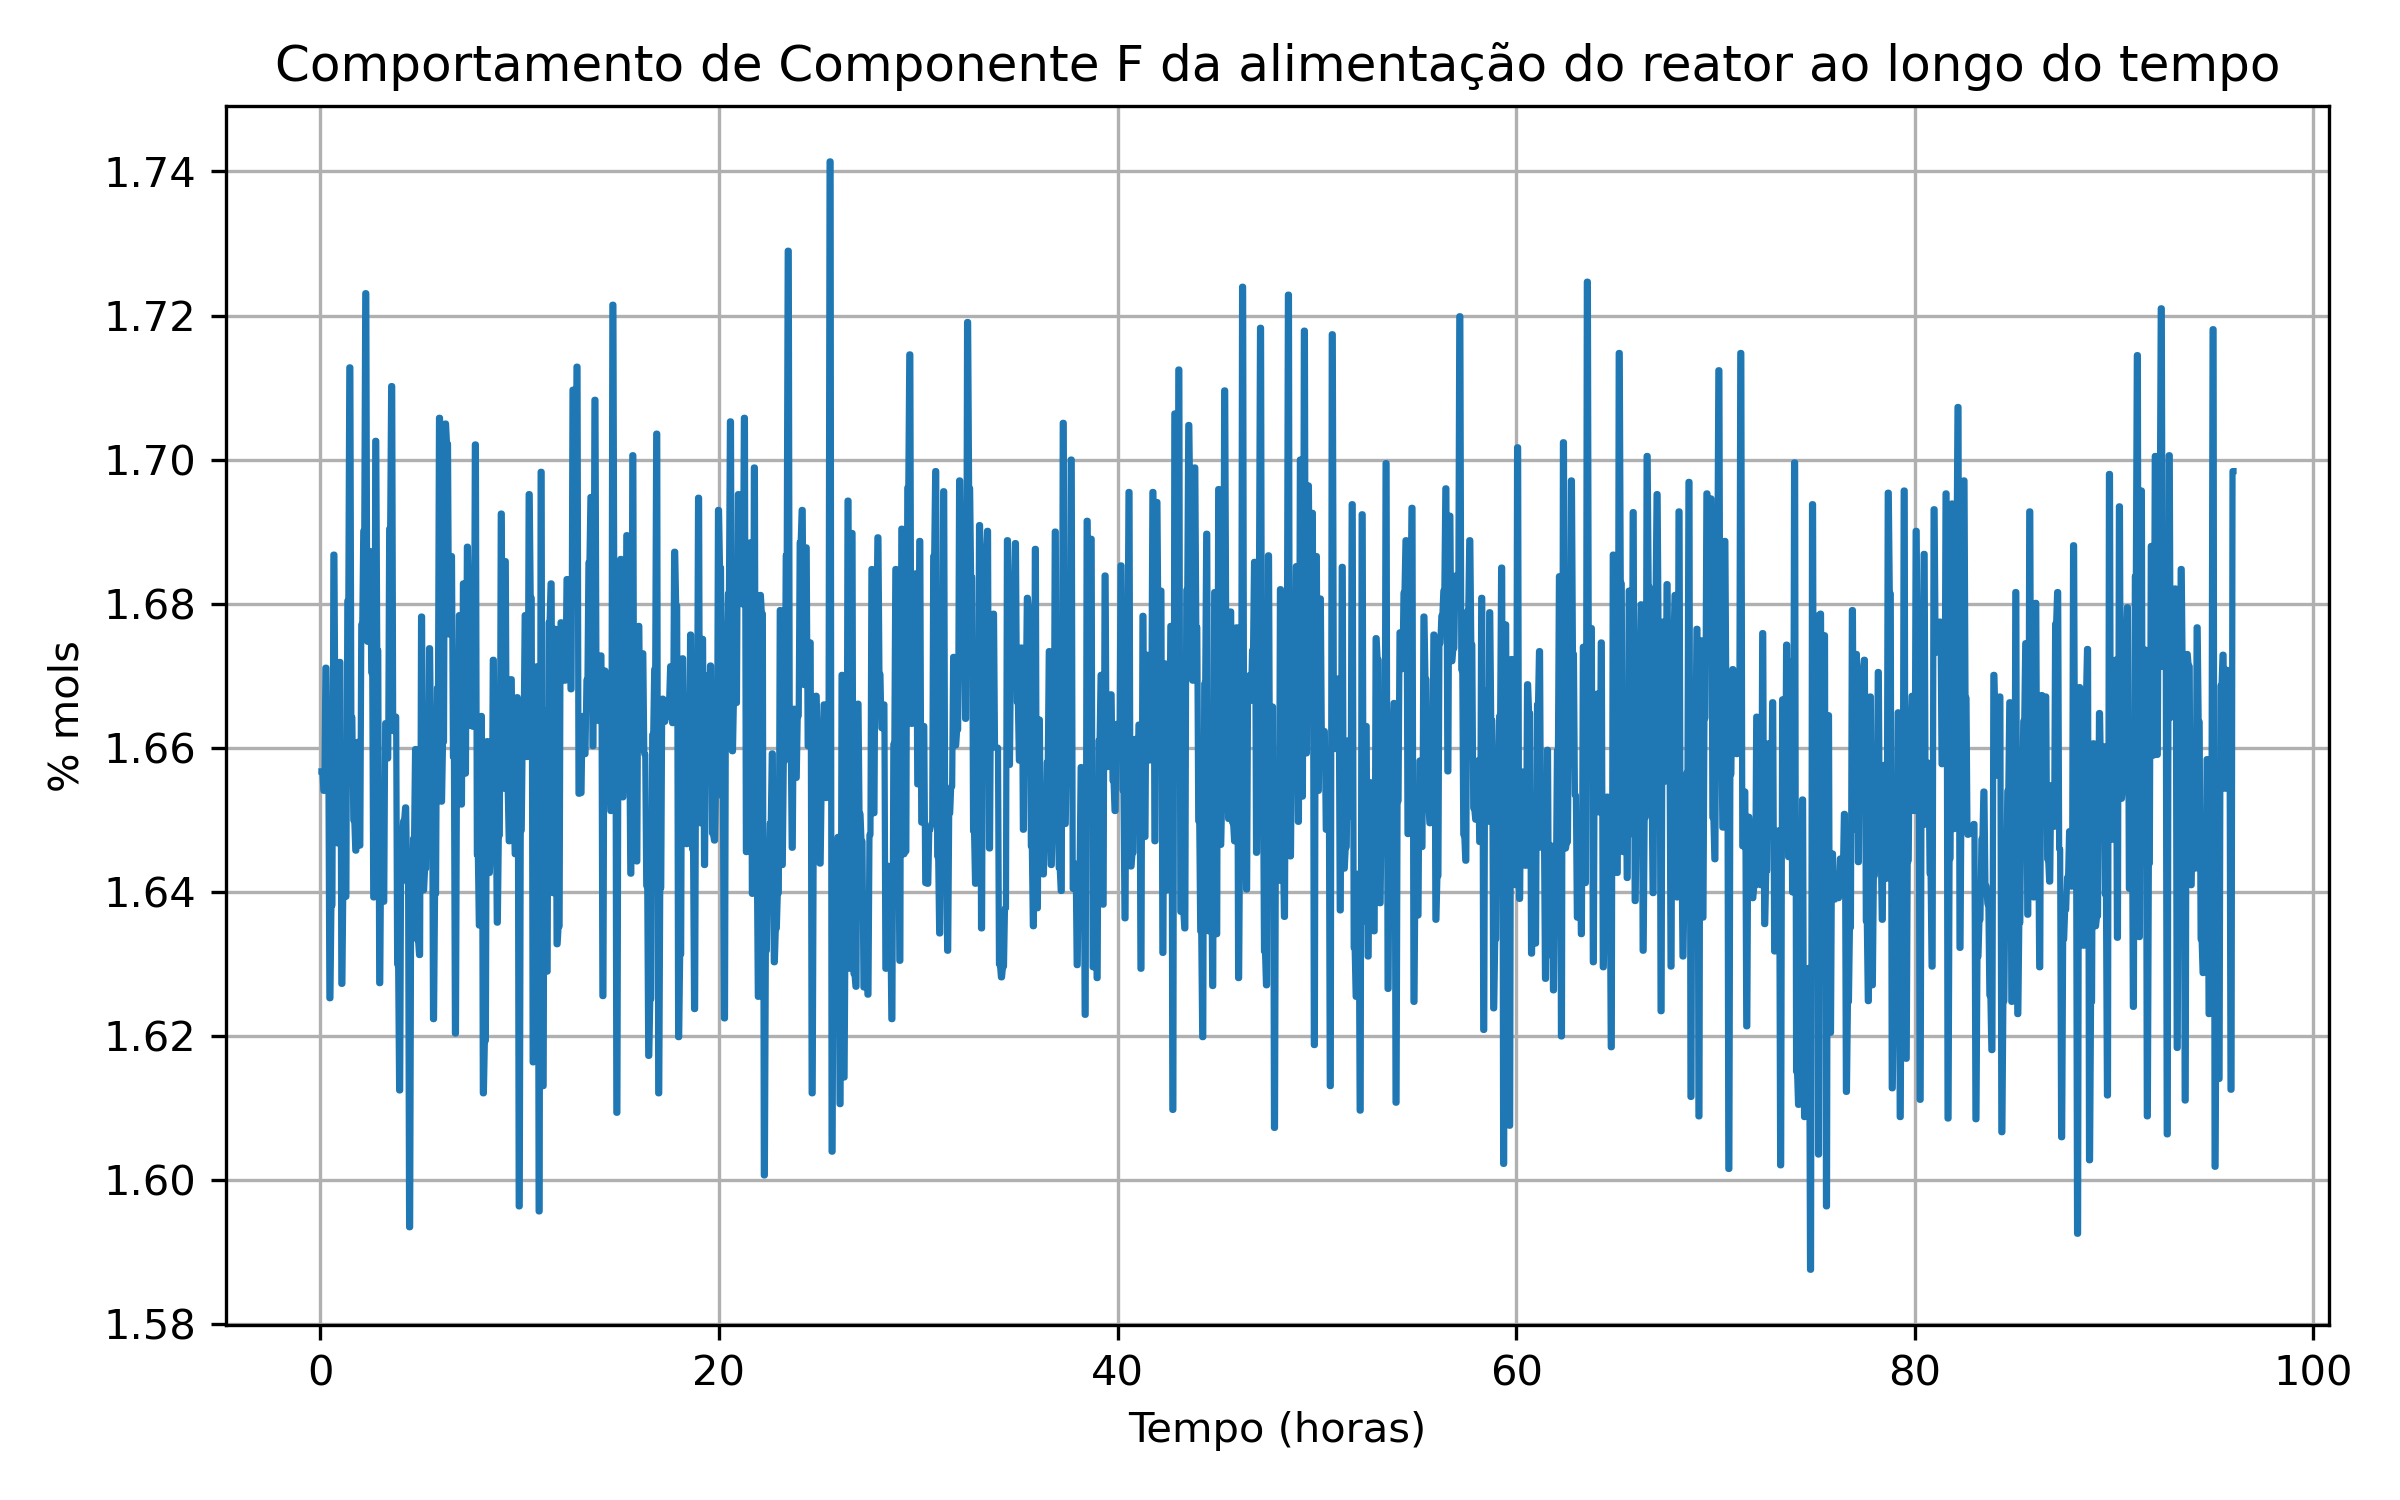 Comportamento de Componente F da alimentação do reator ao longo do tempo
1.74
1.72
1.70
1.68
1.66
1.64
1.62
1.60
1.58
% mols
0 20 40 60 80 100
Tempo (horas)